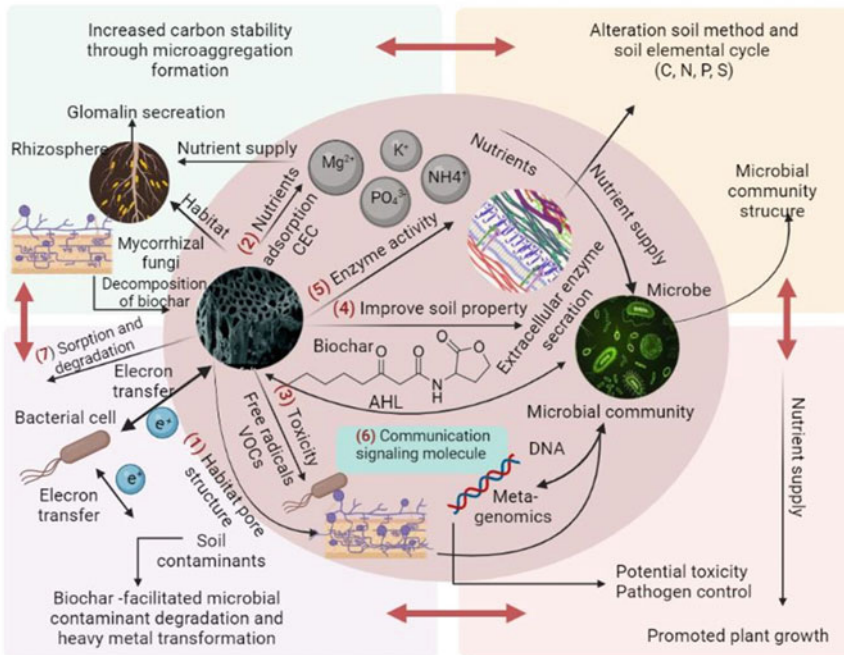 Increased carbon stability
through microaggregation
formation
Alteration soil method and
soil elemental cycle
(C, N, P, S)
Glomalin secretion
Rhizosphere
Nutrient supply
Mg²⁺
K⁺
PO₄³⁻
NH4⁺
Nutrients
Nutrient supply
Microbial
community
strucure
Habitat
(2) Nutrients
adsorption
CEC
Mycorrhizal
fungi
Decomposition
of biochar
(5) Enzyme activity
(4) Improve soil property
Extracellular enzyme
secretion
Microbe
Biochar
O
O
O
O
N
H
AHL
(7) Sorption and
degradation
Elecron
transfer
Bacterial cell
e⁺
e⁺
Elecron
transfer
(1) Habitat pore
structure
(3) Toxicity
Free radicals
VOCs
(6) Communication
signaling molecule
Microbial community
DNA
Meta-
genomics
Nutrient
supply
Soil
contaminants
Biochar -facilitated microbial
contaminant degradation and
heavy metal transformation
Potential toxicity
Pathogen control
Promoted plant growth